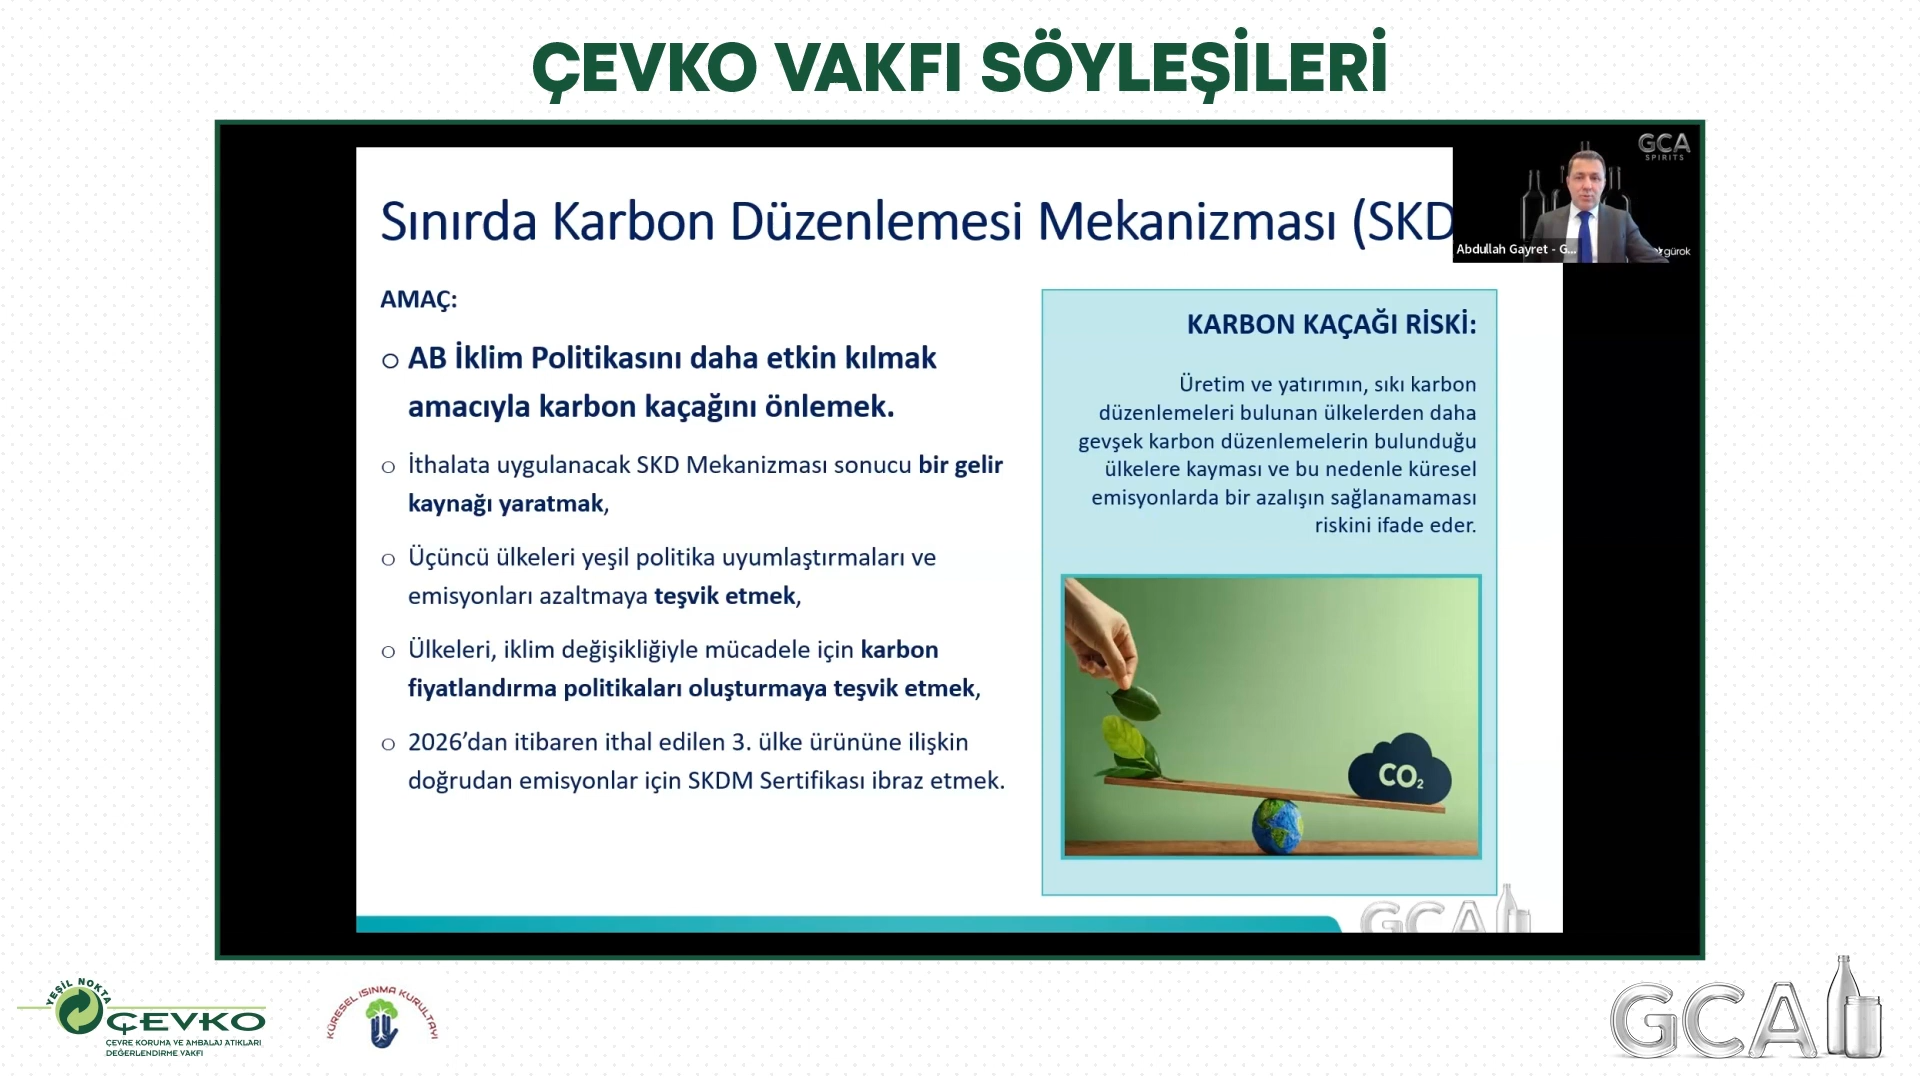 ÇEVKO VAKFI SÖYLEŞİLERİ
Sınırda Karbon Düzenlemesi Mekanizması (SKD
GCA
SPIRITS
Abdullah Gayret - G...
gürok
AMAÇ:
o AB İklim Politikasını daha etkin kılmak
amacıyla karbon kaçağını önlemek.
o İthalata uygulanacak SKD Mekanizması sonucu bir gelir
kaynağı yaratmak,
o Üçüncü ülkeleri yeşil politika uyumlaştırmaları ve
emisyonları azaltmaya teşvik etmek,
o Ülkeleri, iklim değişikliğiyle mücadele için karbon
fiyatlandırma politikaları oluşturmaya teşvik etmek,
o 2026’dan itibaren ithal edilen 3. ülke ürününe ilişkin
doğrudan emisyonlar için SKDM Sertifikası ibraz etmek.
KARBON KAÇAĞI RİSKİ:
Üretim ve yatırımın, sıkı karbon
düzenlemeleri bulunan ülkelerden daha
gevşek karbon düzenlemelerin bulunduğu
ülkelere kayması ve bu nedenle küresel
emisyonlarda bir azalışın sağlanamaması
riskini ifade eder.
CO2
GCA
YEŞİL NOKTA
ÇEVKO
ÇEVRE KORUMA VE AMBALAJ ATIKLARI
DEĞERLENDİRME VAKFI
KÜRESEL ISINMA KURULTAYI
GCA